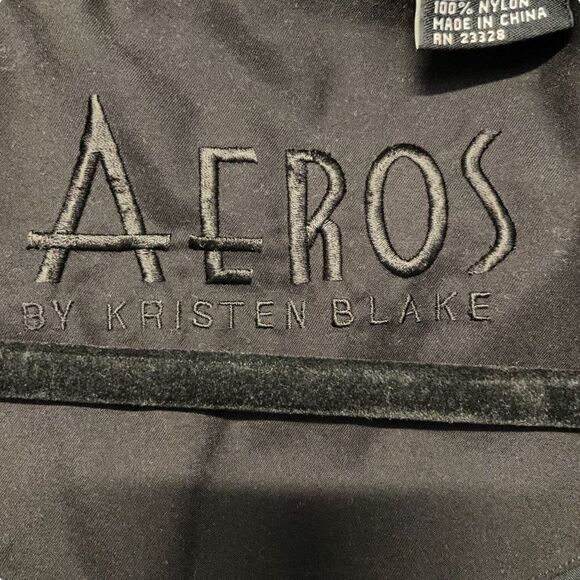 100% NYLON
MADE IN CHINA
RN 23328
AEROS
BY KRISTEN BLAKE